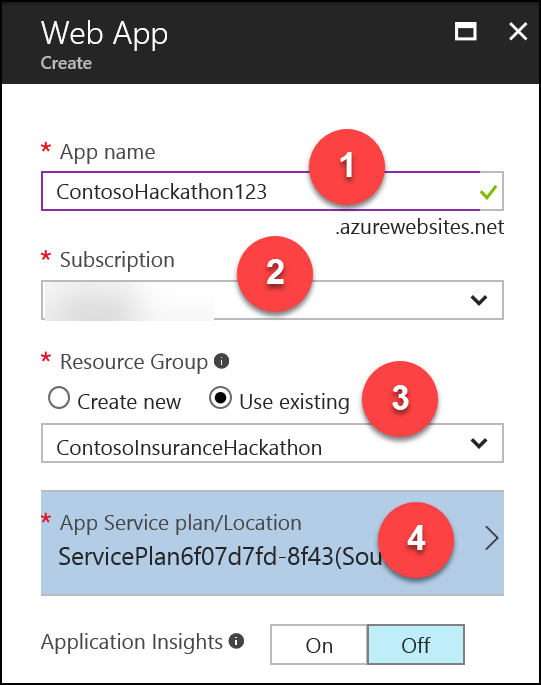 Web App
Create
* App name
1
ContosoHackathon123
.azurewebsites.net
* Subscription
2
* Resource Group
Create new
Use existing
3
ContosoInsuranceHackathon
* App Service plan/Location
ServicePlan6f07d7fd-8f43(Sou
4
Application Insights
On
Off